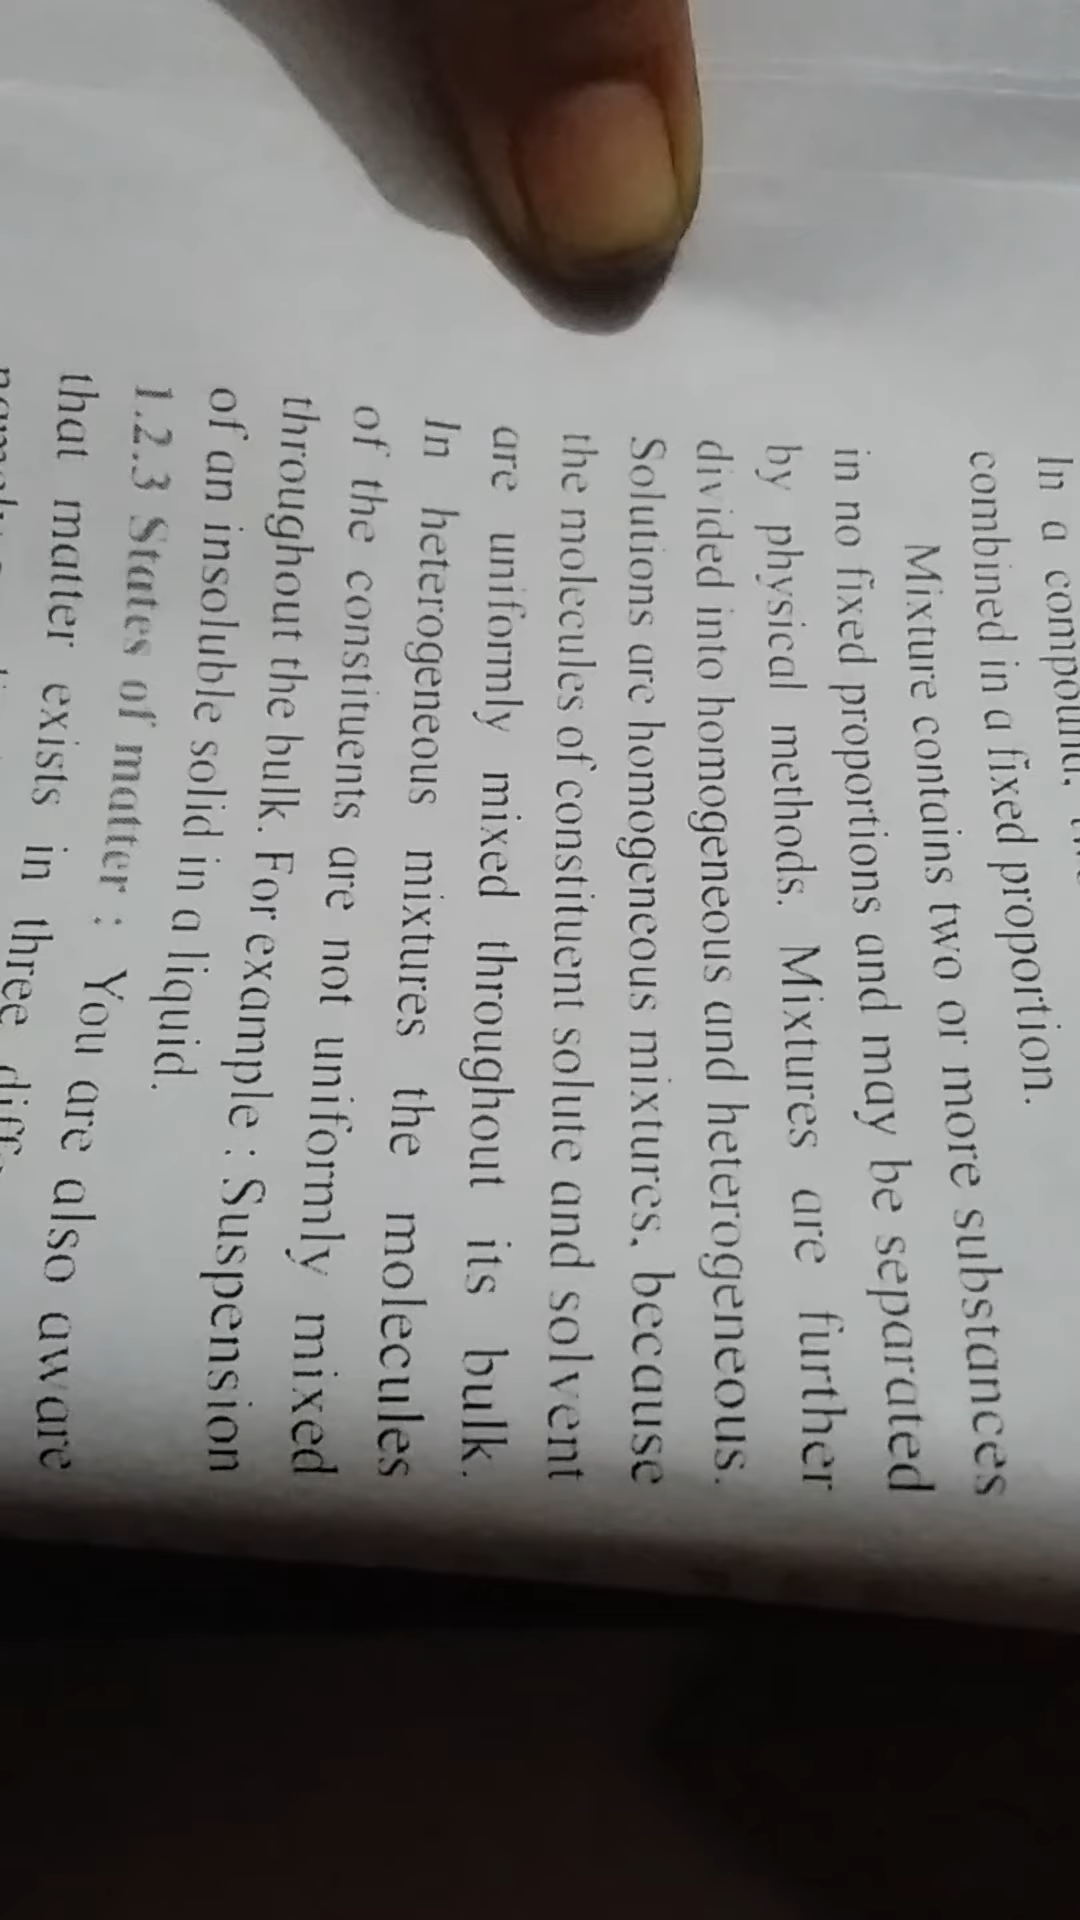 In a compound,
combined in a fixed proportion.
Mixture contains two or more substances
in no fixed proportions and may be separated
by physical methods. Mixtures are further
divided into homogeneous and heterogeneous.
Solutions are homogeneous mixtures, because
the molecules of constituent solute and solvent
are uniformly mixed throughout its bulk.
In heterogeneous mixtures the molecules
of the constituents are not uniformly mixed
throughout the bulk. For example : Suspension
of an insoluble solid in a liquid.
1.2.3 States of matter : You are also aware
that matter exists in three